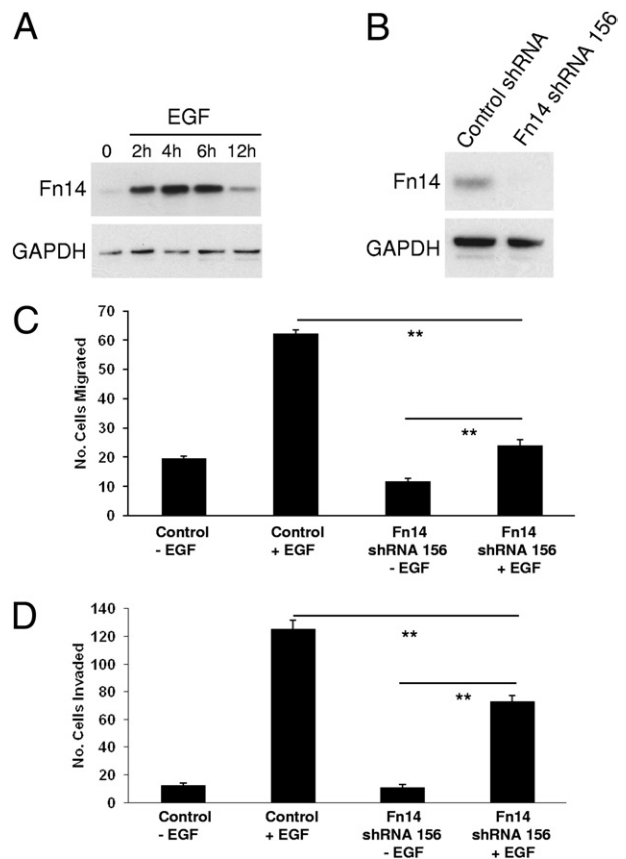 A
EGF
0 2h 4h 6h 12h
Fn14
GAPDH
B
Control shRNA
Fn14 shRNA 156
Fn14
GAPDH
C
No. Cells Migrated
70
60
50
40
30
20
10
0
**
**
Control
- EGF
Control
+ EGF
Fn14
shRNA 156
- EGF
Fn14
shRNA 156
+ EGF
D
No. Cells Invaded
140
120
100
80
60
40
20
0
**
**
Control
- EGF
Control
+ EGF
Fn14
shRNA 156
- EGF
Fn14
shRNA 156
+ EGF